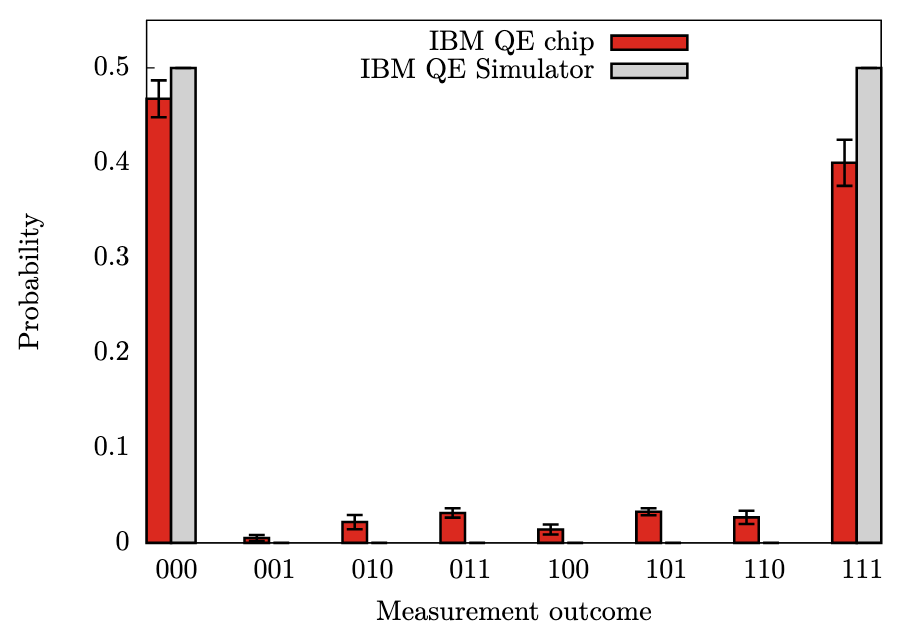 IBM QE chip
IBM QE Simulator
Probability
0.5
0.4
0.3
0.2
0.1
0
000 001 010 011 100 101 110 111
Measurement outcome